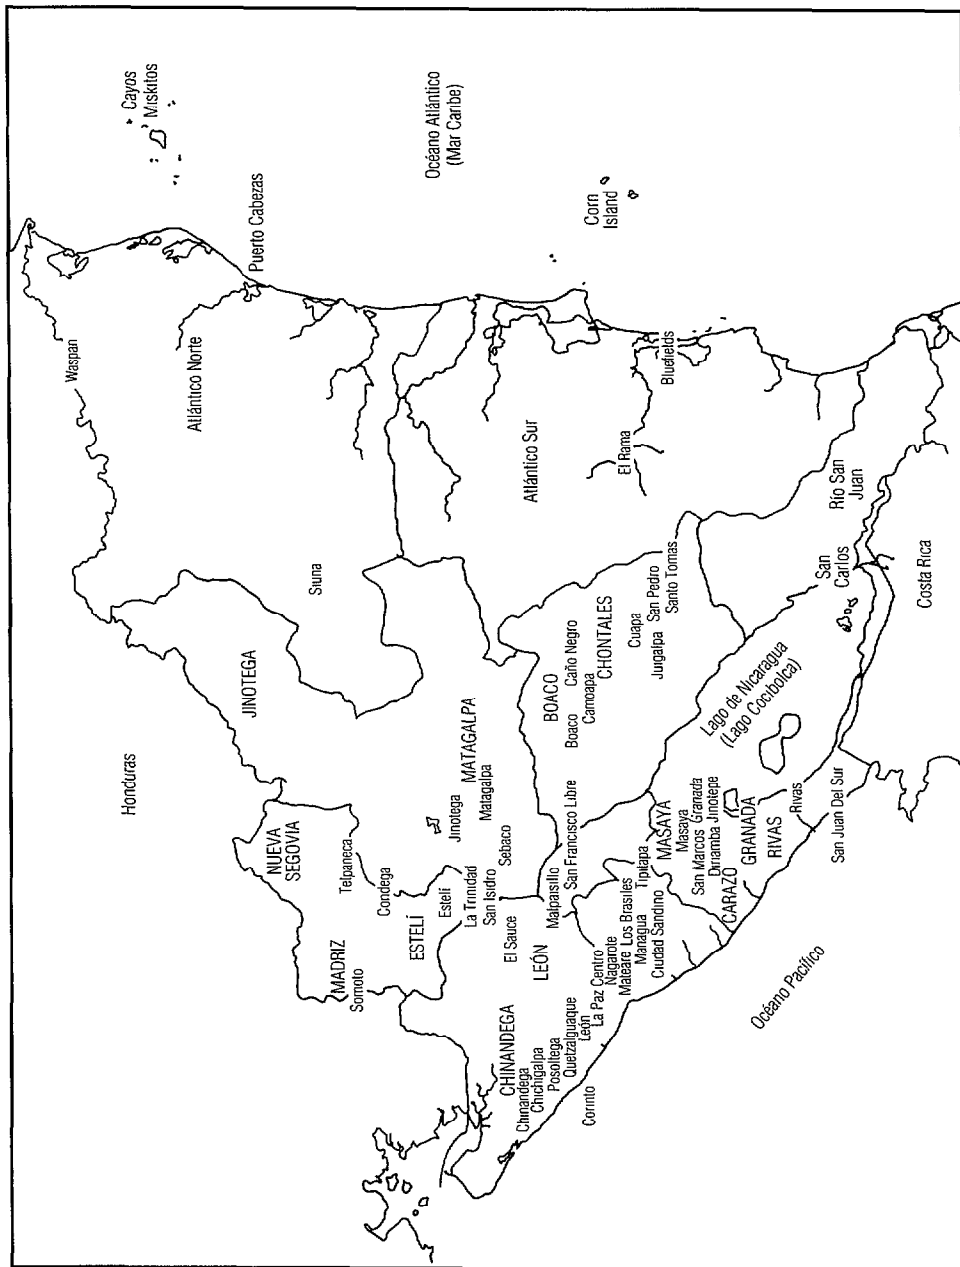 Cayos
Miskitos
Honduras
Waspan
Atlántico Norte
Puerto Cabezas
JINOTEGA
NUEVA
SEGOVIA
Siuna
MADRIZ
Somoto
Telpaneca
Condega
ESTELÍ
Estelí
Océano Atlántico
(Mar Caribe)
Jinotega
MATAGALPA
Matagalpa
La Trinidad
San Isidro
Sebaco
El Sauce
LEÓN
CHINANDEGA
Chinandega
Chichigalpa
Posoltega
Quetzalguaque
León
La Paz Centro
Corinto
Atlántico Sur
BOACO
Boaco
Caño Negro
Camoapa
CHONTALES
Corn
Island
Malpaisillo
San Francisco Libre
Nagarote
Mateare
Los Brasiles
Managua
Tipitapa
Ciudad Sandino
El Rama
Bluefields
Cuapa
Juigalpa
San Pedro
Santo Tomas
MASAYA
Masaya
San Marcos
Granada
Diriamba
Jinotepe
CARAZO
GRANADA
RIVAS
Rivas
Lago de Nicaragua
(Lago Cocibolca)
Océano Pacífico
San Juan Del Sur
San
Carlos
Río San
Juan
Costa Rica